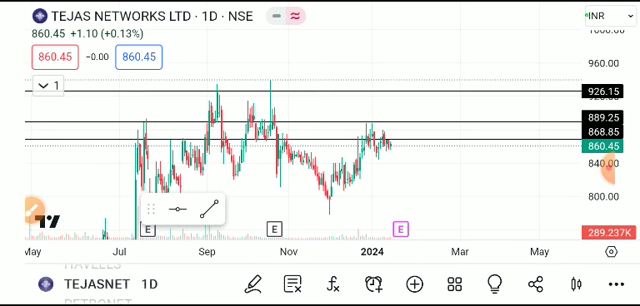 TEJAS NETWORKS LTD · 1D · NSE
INR
860.45 +1.10 (+0.13%)
860.45 −0.00 860.45
1
1000.00
960.00
926.15
889.25
868.85
860.45
840.00
800.00
289.237K
E E E
May Jul Sep Nov 2024 Mar May
HAVELLS
TEJASNET 1D
PETRONET